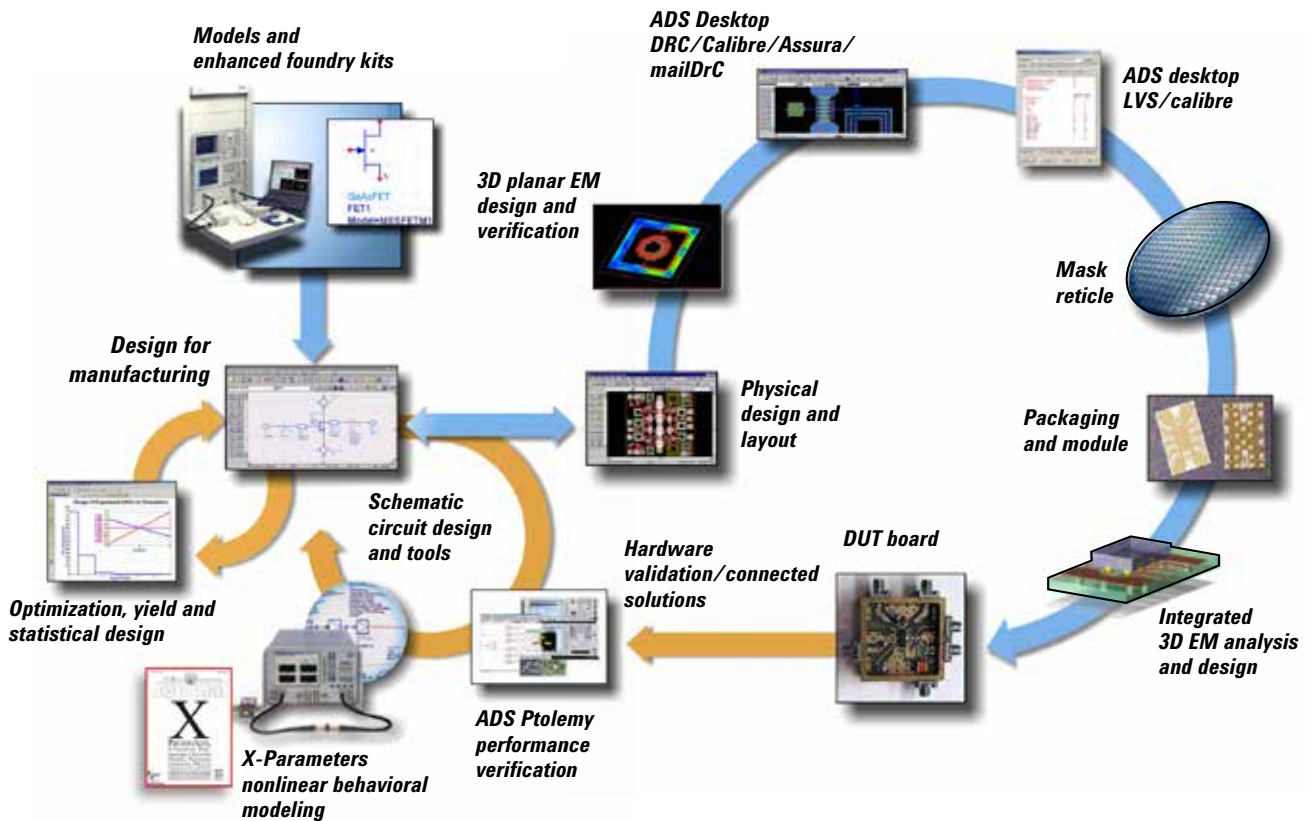 Models and
enhanced foundry kits
ADS Desktop
DRC/Calibre/Assura/
mailDrC
ADS desktop
LVS/calibre
GaAsFET
FET1
Model=MESFETM1
3D planar EM
design and
verification
Mask
reticle
Design for
manufacturing
Physical
design and
layout
Packaging
and module
Schematic
circuit design
and tools
Hardware
validation/connected
solutions
DUT board
Optimization, yield and
statistical design
Integrated
3D EM analysis
and design
X
ADS Ptolemy
performance
verification
X-Parameters
nonlinear behavioral
modeling